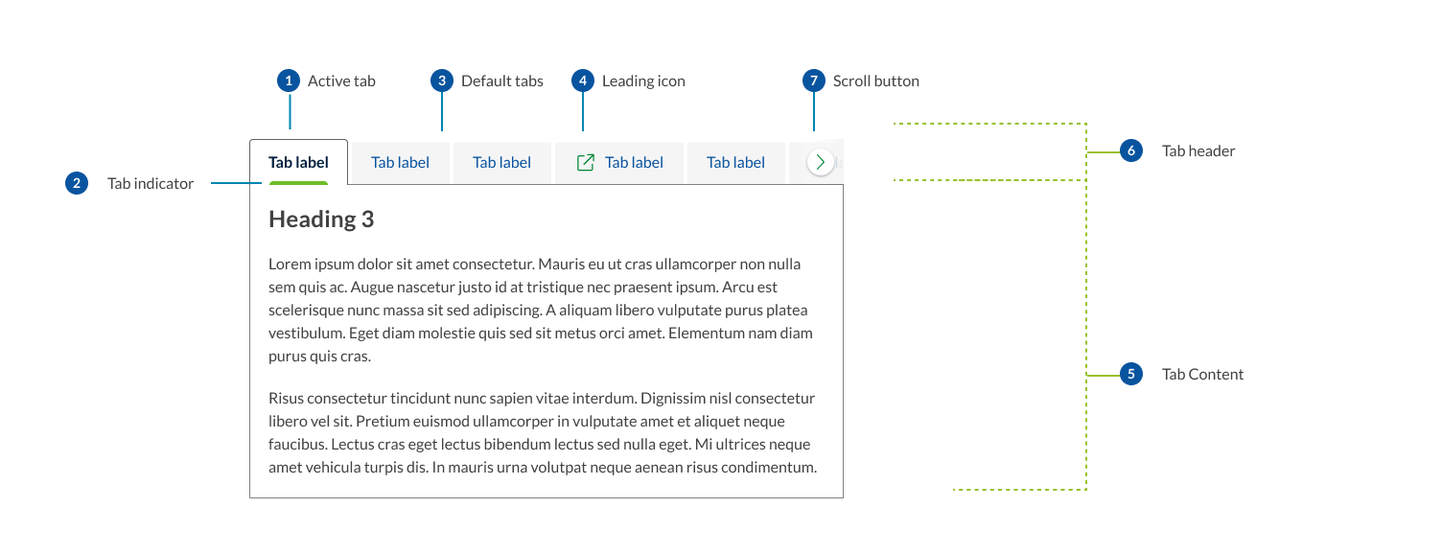 1 Active tab
3 Default tabs
4 Leading icon
7 Scroll button
6 Tab header
Tab label
Tab label
Tab label
Tab label
Tab label
2 Tab indicator
Heading 3
Lorem ipsum dolor sit amet consectetur. Mauris eu ut cras ullamcorper non nulla
sem quis ac. Augue nascetur justo id at tristique nec praesent ipsum. Arcu est
scelerisque nunc massa sit sed adipiscing. A aliquam libero vulputate purus platea
vestibulum. Eget diam molestie quis sed sit metus orci amet. Elementum nam diam
purus quis cras.
5 Tab Content
Risus consectetur tincidunt nunc sapien vitae interdum. Dignissim nisl consectetur
libero vel sit. Pretium euismod ullamcorper in vulputate amet et aliquet neque
faucibus. Lectus cras eget lectus bibendum lectus sed nulla eget. Mi ultrices neque
amet vehicula turpis dis. In mauris urna volutpat neque aenean risus condimentum.